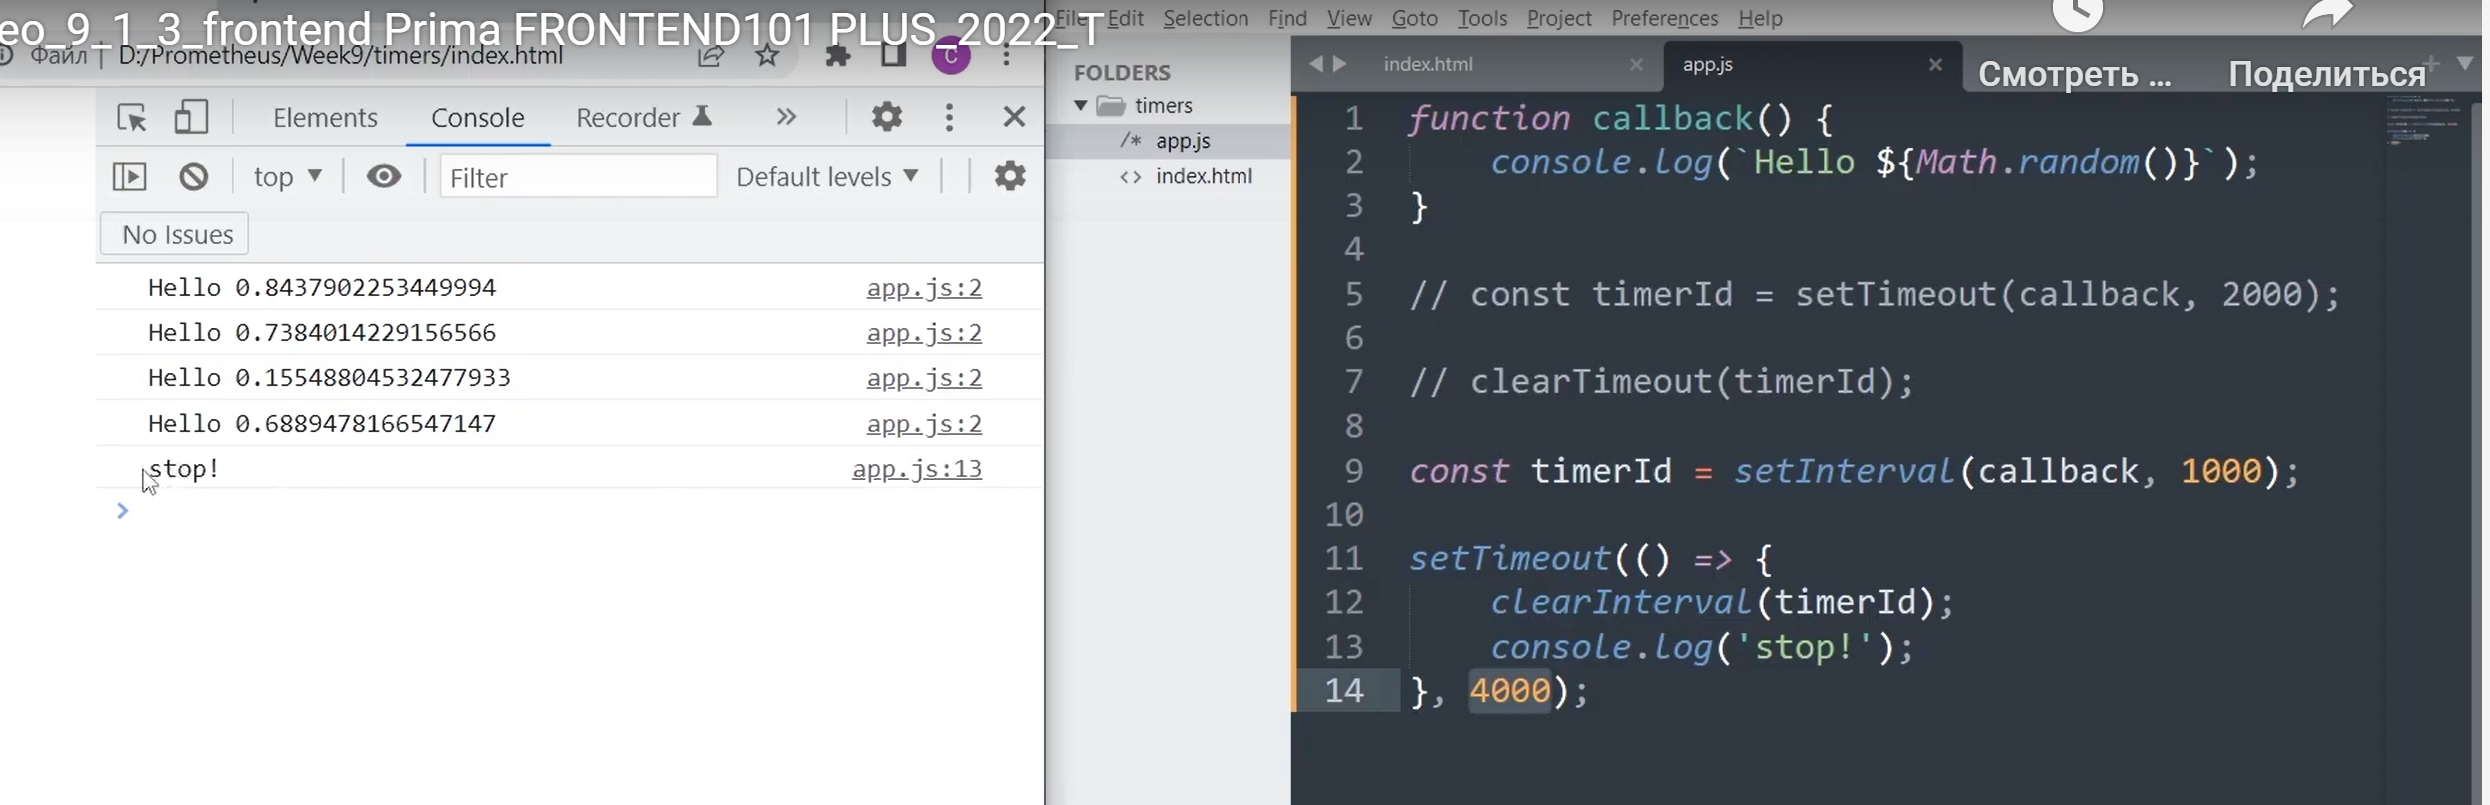 eo_9_1_3_frontend Prima FRONTEND101 PLUS_2022_T
Файл | D:/Prometheus/Week9/timers/index.html
C
Elements Console Recorder
top Filter Default levels
No Issues
Hello 0.8437902253449994 app.js:2
Hello 0.7384014229156566 app.js:2
Hello 0.15548804532477933 app.js:2
Hello 0.6889478166547147 app.js:2
stop! app.js:13
File Edit Selection Find View Goto Tools Project Preferences Help
FOLDERS
timers
/* app.js
<> index.html
index.html app.js
Смотреть ... Поделиться
1 function callback() {
2 console.log(`Hello ${Math.random()}`);
3 }
4
5 // const timerId = setTimeout(callback, 2000);
6
7 // clearTimeout(timerId);
8
9 const timerId = setInterval(callback, 1000);
10
11 setTimeout(() => {
12 clearInterval(timerId);
13 console.log('stop!');
14 }, 4000);